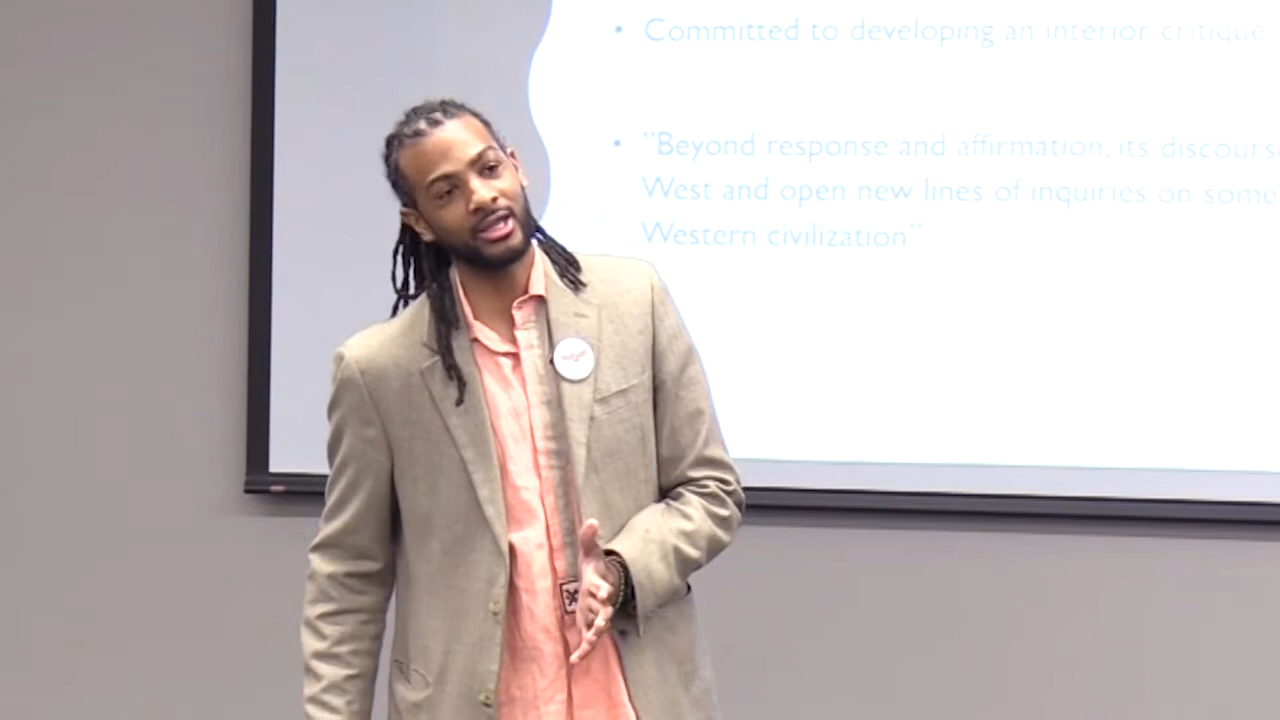 • Committed to developing an interior critique
• "Beyond response and affirmation, its discours
West and open new lines of inquiries on some
Western civilization"